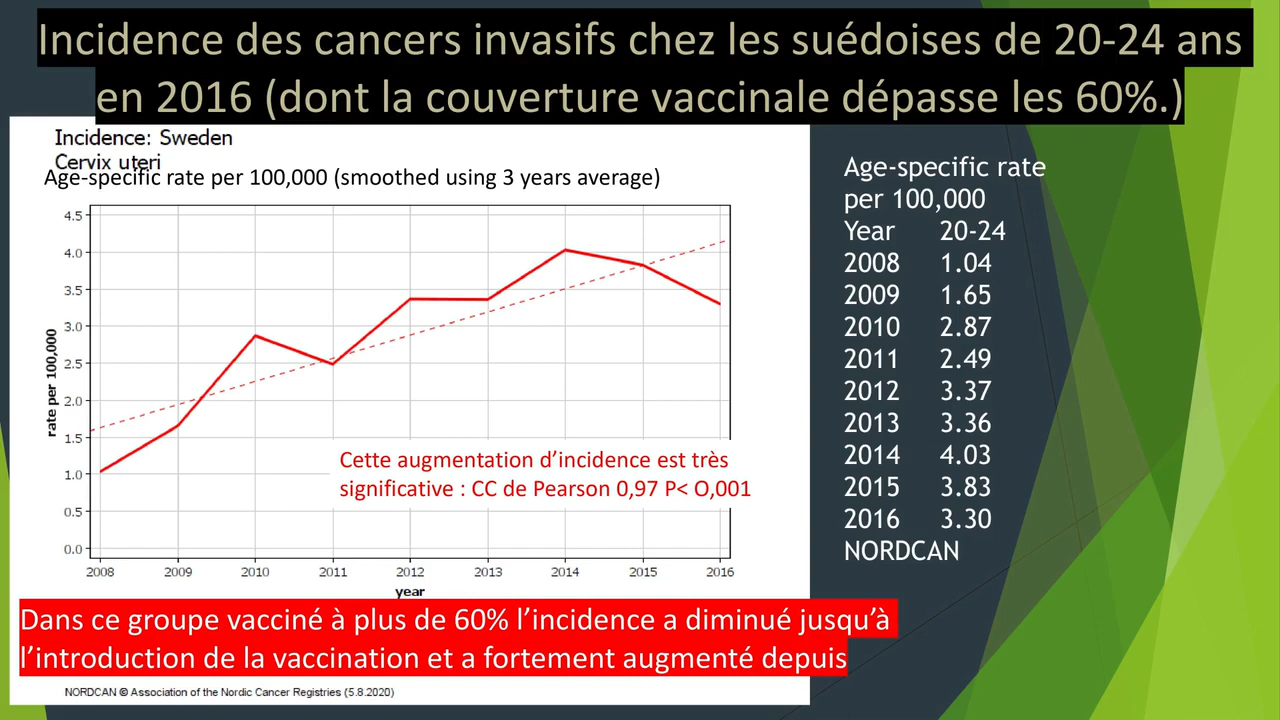 Incidence des cancers invasifs chez les suédoises de 20-24 ans
en 2016 (dont la couverture vaccinale dépasse les 60%.)
Incidence: Sweden
Cervix uteri
Age-specific rate per 100,000 (smoothed using 3 years average)
4.5
4.0
3.5
3.0
2.5
2.0
1.5
1.0
0.5
0.0
rate per 100,000
2008 2009 2010 2011 2012 2013 2014 2015 2016
year
Cette augmentation d’incidence est très
significative : CC de Pearson 0,97 P< O,001
Dans ce groupe vacciné à plus de 60% l’incidence a diminué jusqu’à
l’introduction de la vaccination et a fortement augmenté depuis
NORDCAN © Association of the Nordic Cancer Registries (5.8.2020)
Age-specific rate
per 100,000
Year 20-24
2008 1.04
2009 1.65
2010 2.87
2011 2.49
2012 3.37
2013 3.36
2014 4.03
2015 3.83
2016 3.30
NORDCAN